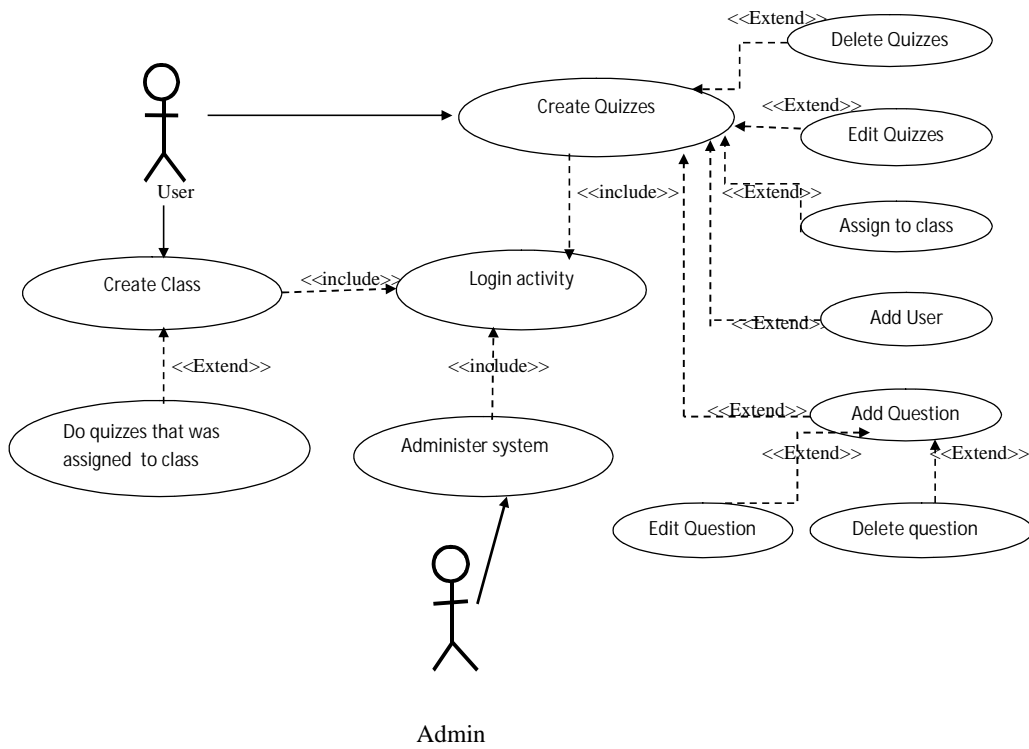 <<Extend>>
Delete Quizzes
Create Quizzes
<<Extend>>
Edit Quizzes
User
<<include>>
<<Extend>>
Assign to class
Create Class
<<include>>
Login activity
<<Extend>>
Add User
<<Extend>>
<<include>>
<<Extend>>
Add Question
Do quizzes that was
assigned to class
Administer system
<<Extend>>
<<Extend>>
Edit Question
Delete question
Admin